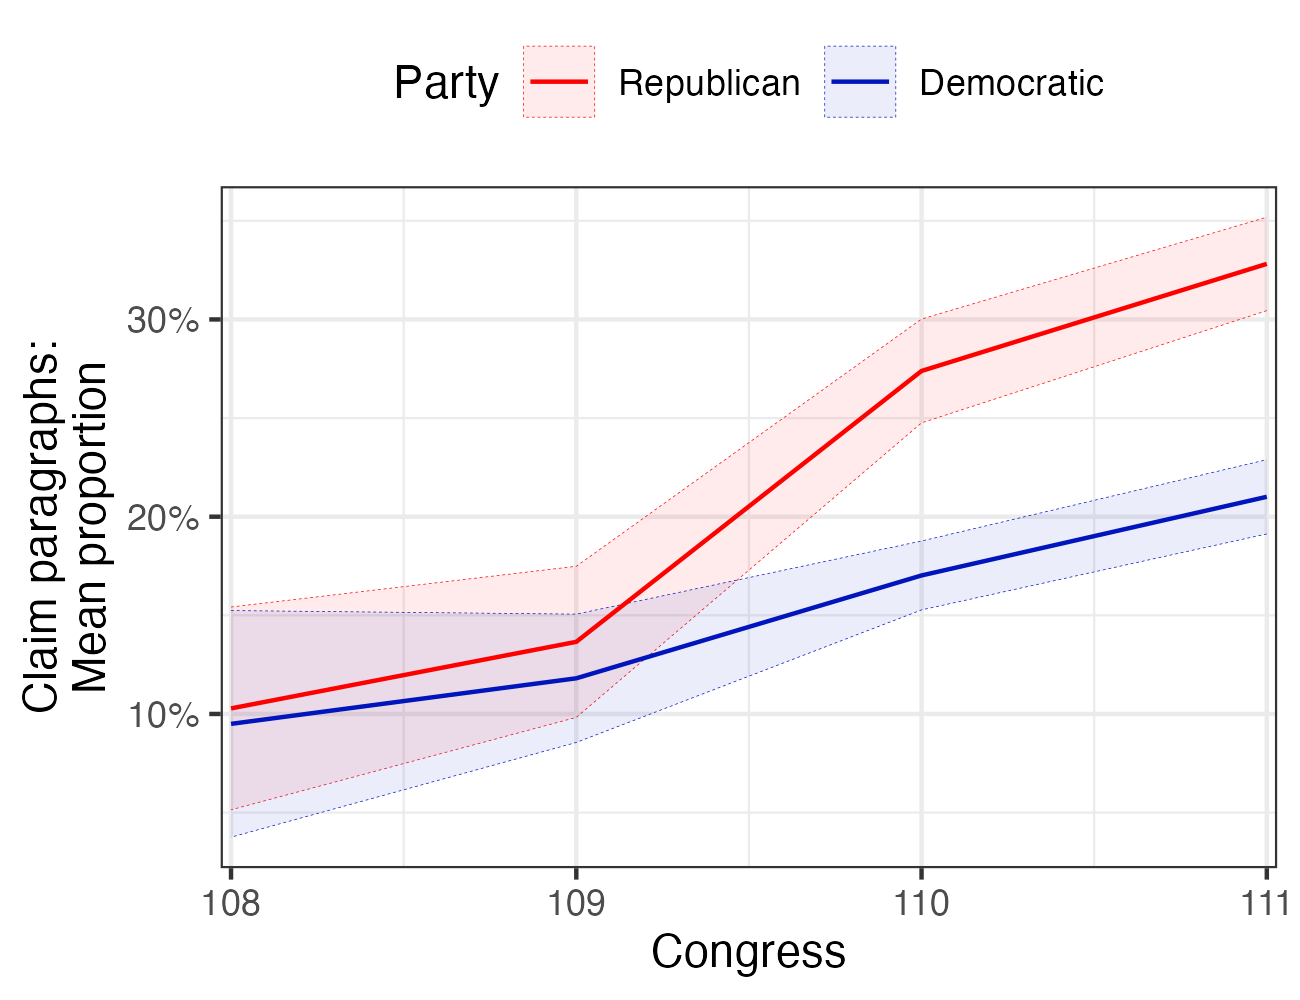 Party Republican Democratic
Claim paragraphs:
Mean proportion
30%
20%
10%
108 109 110 111
Congress